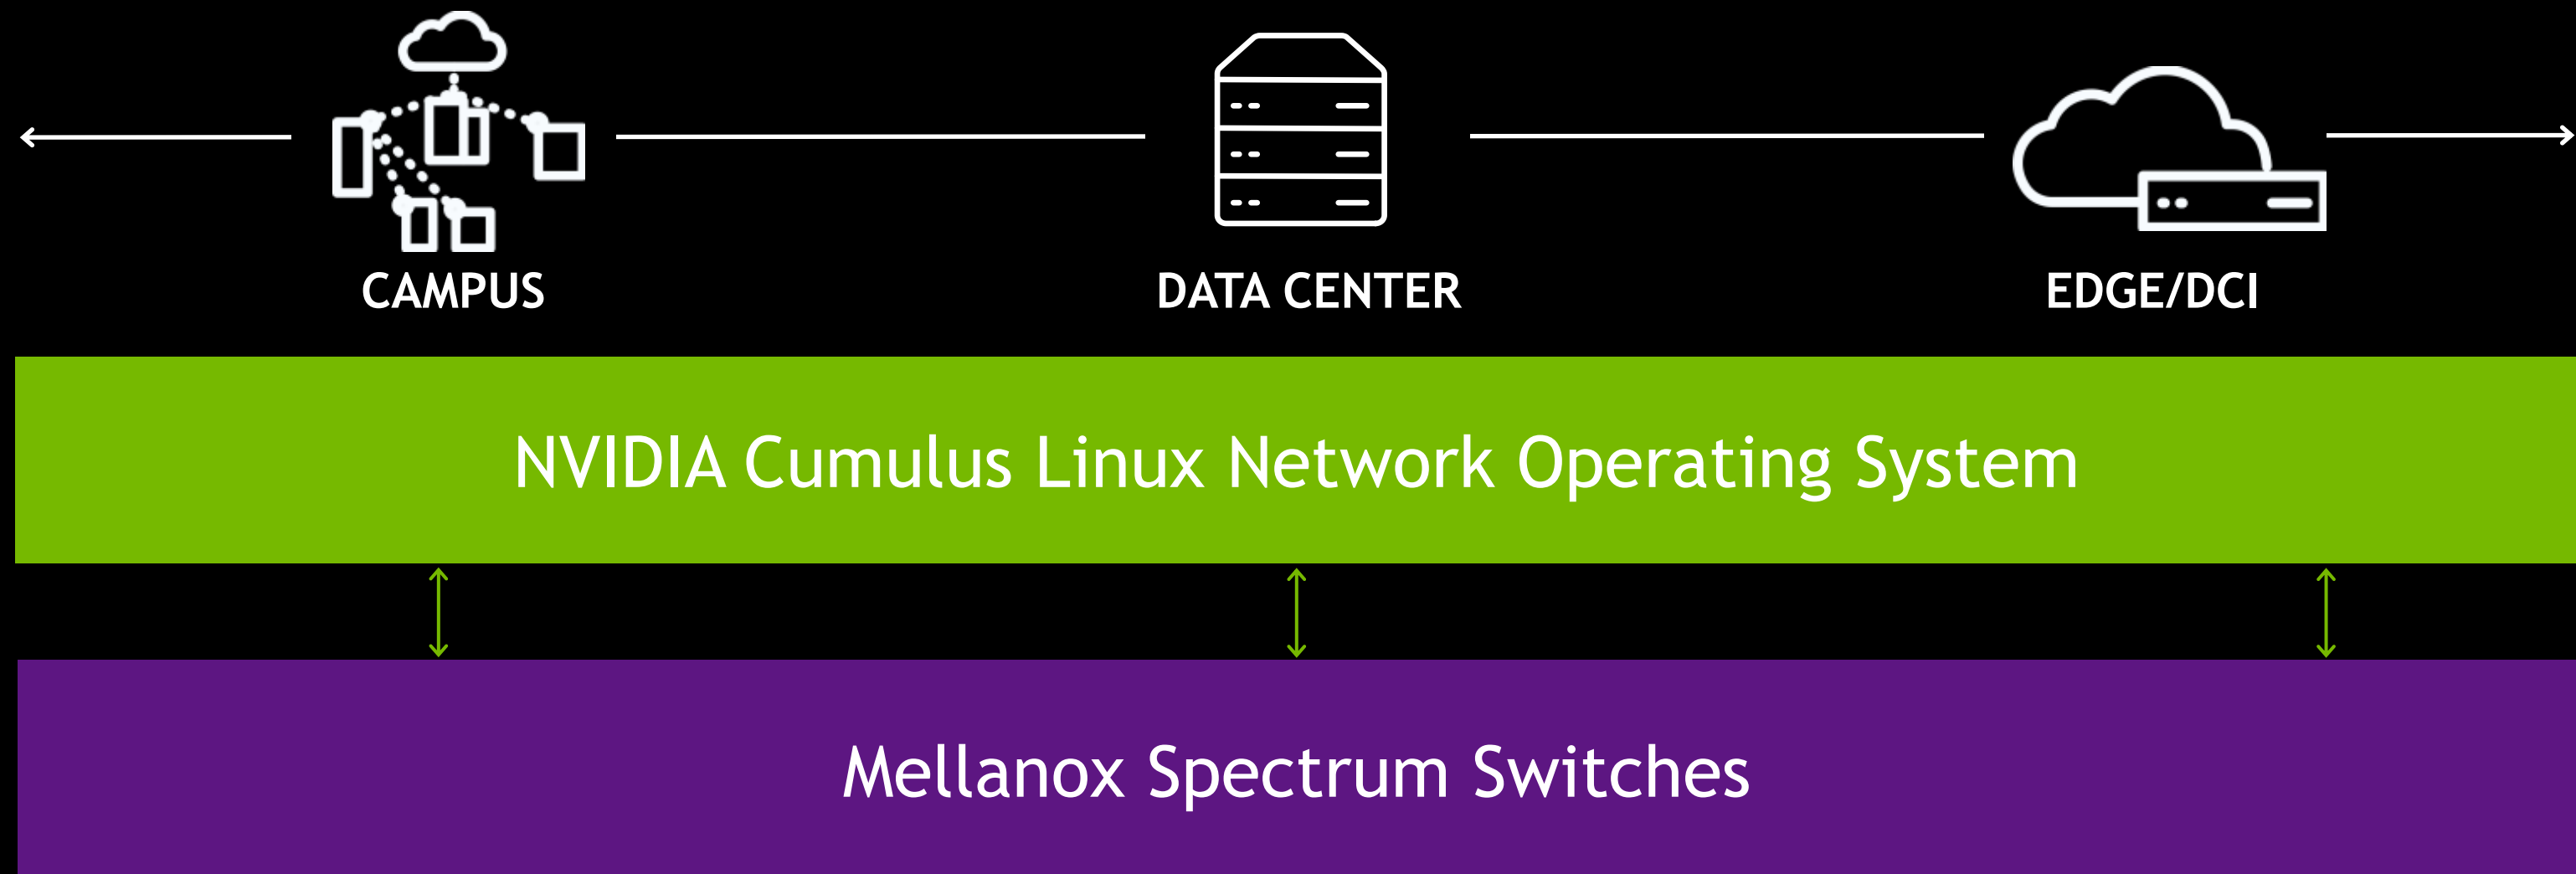 CAMPUS
DATA CENTER
EDGE/DCI
NVIDIA Cumulus Linux Network Operating System
Mellanox Spectrum Switches